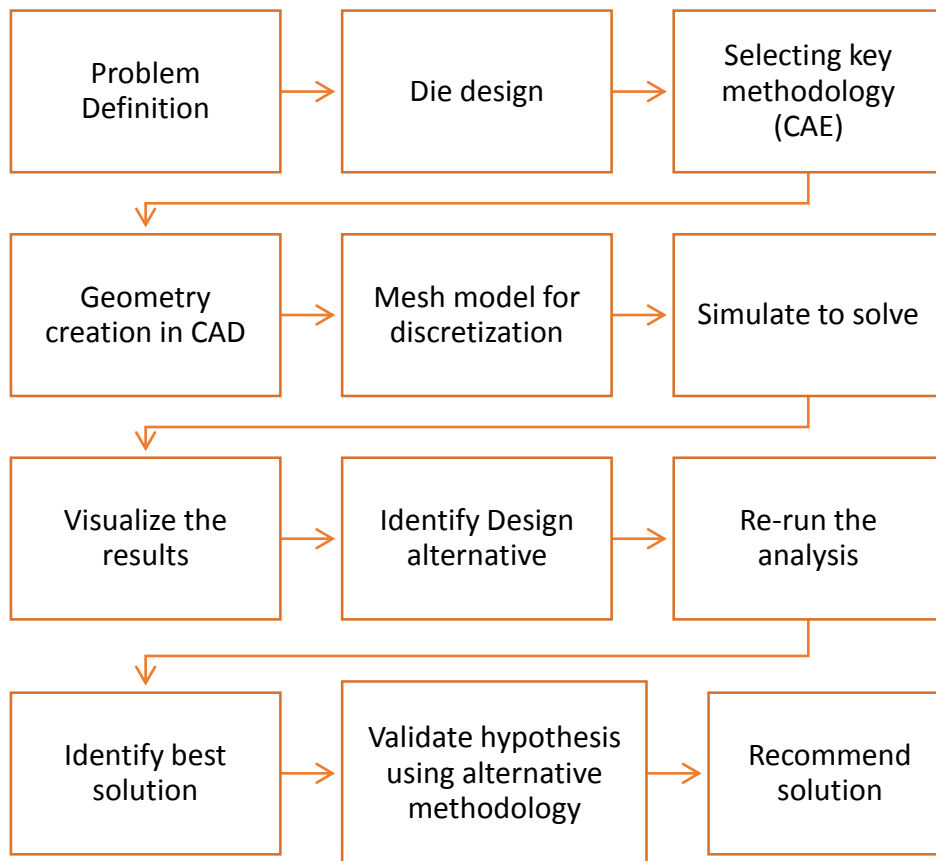 Problem
Definition
Die design
Selecting key
methodology
(CAE)
Geometry
creation in CAD
Mesh model for
discretization
Simulate to solve
Visualize the
results
Identify Design
alternative
Re-run the
analysis
Identify best
solution
Validate hypothesis
using alternative
methodology
Recommend
solution